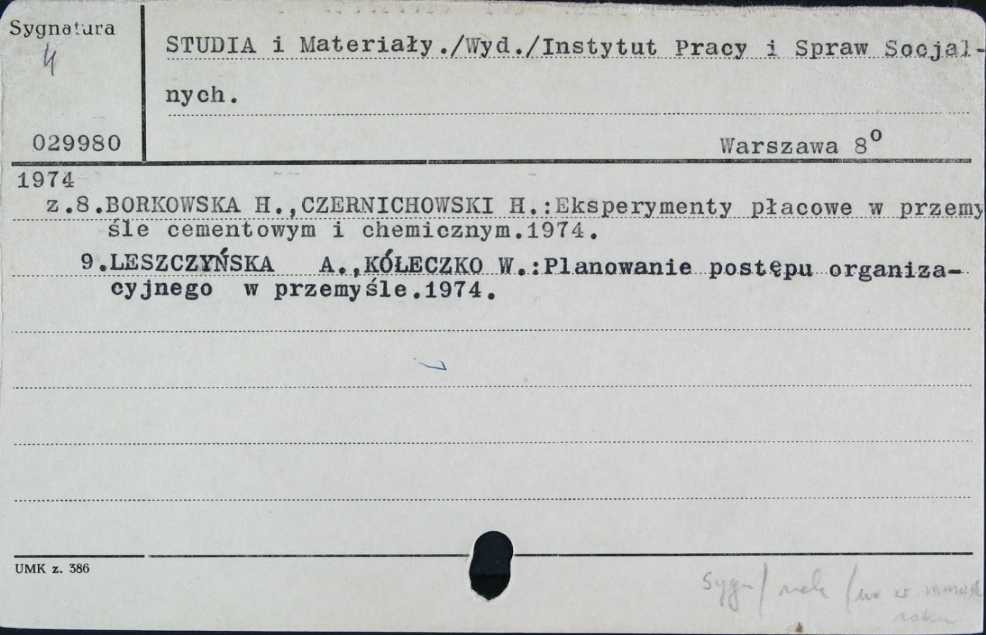 Sygnatura
4
STUDIA i Materiały./Wyd./Instytut Pracy i Spraw Socjal-
nych.
029980
Warszawa 8°
1974
z.8.BORKOWSKA H.,CZERNICHOWSKI H.:Eksperymenty płacowe w przemy
śle cementowym i chemicznym.1974.
9.LESZCZYŃSKA A.,KÓŁECZKO W.:Planowanie postępu organiza-
cyjnego w przemyśle.1974.
UMK z. 386
Sygn/